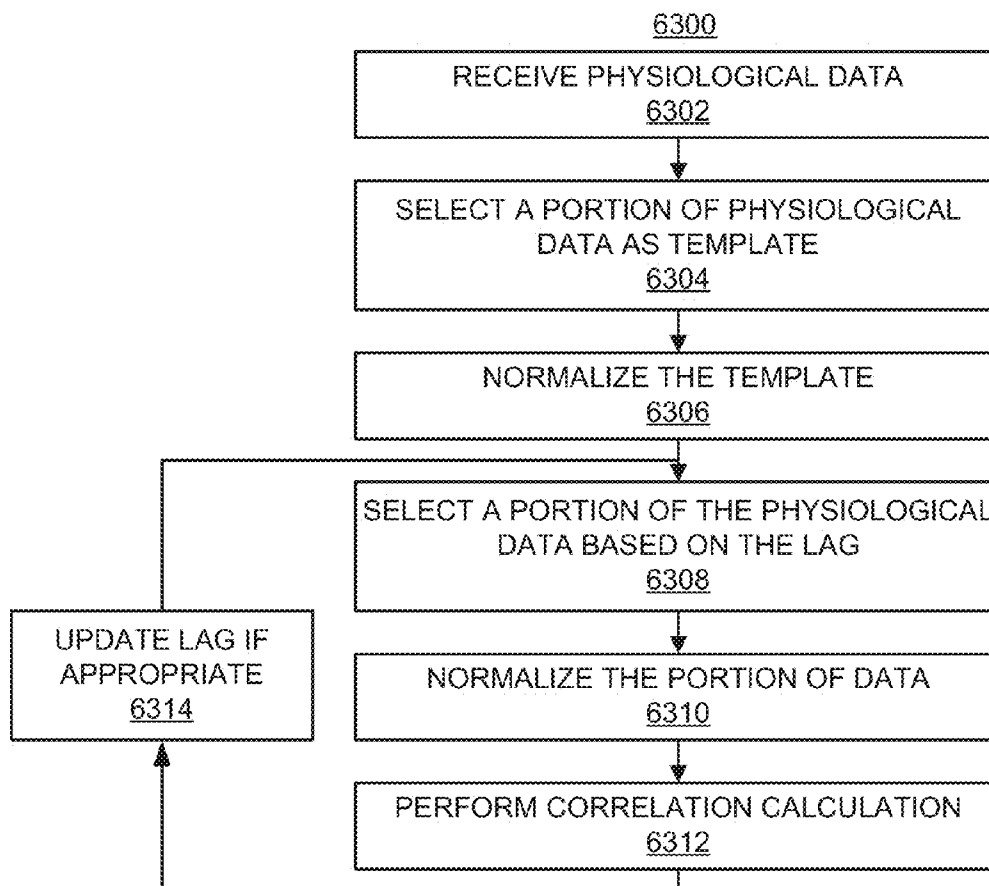 6300
RECEIVE PHYSIOLOGICAL DATA
6302
SELECT A PORTION OF PHYSIOLOGICAL
DATA AS TEMPLATE
6304
NORMALIZE THE TEMPLATE
6306
SELECT A PORTION OF THE PHYSIOLOGICAL
DATA BASED ON THE LAG
6308
UPDATE LAG IF
APPROPRIATE
6314
NORMALIZE THE PORTION OF DATA
6310
PERFORM CORRELATION CALCULATION
6312